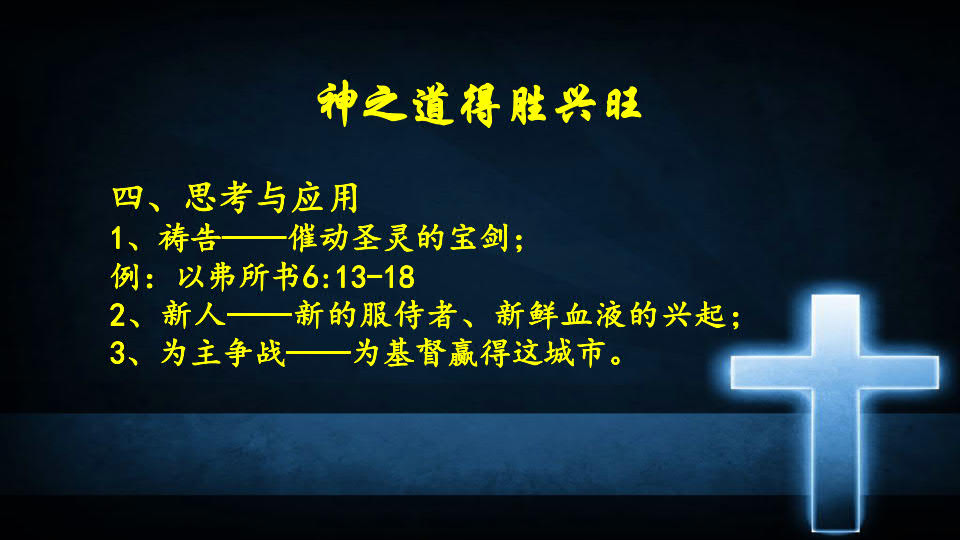 神之道得胜兴旺
四、思考与应用
1、祷告——催动圣灵的宝剑；
例：以弗所书6:13-18
2、新人——新的服侍者、新鲜血液的兴起；
3、为主争战——为基督赢得这城市。